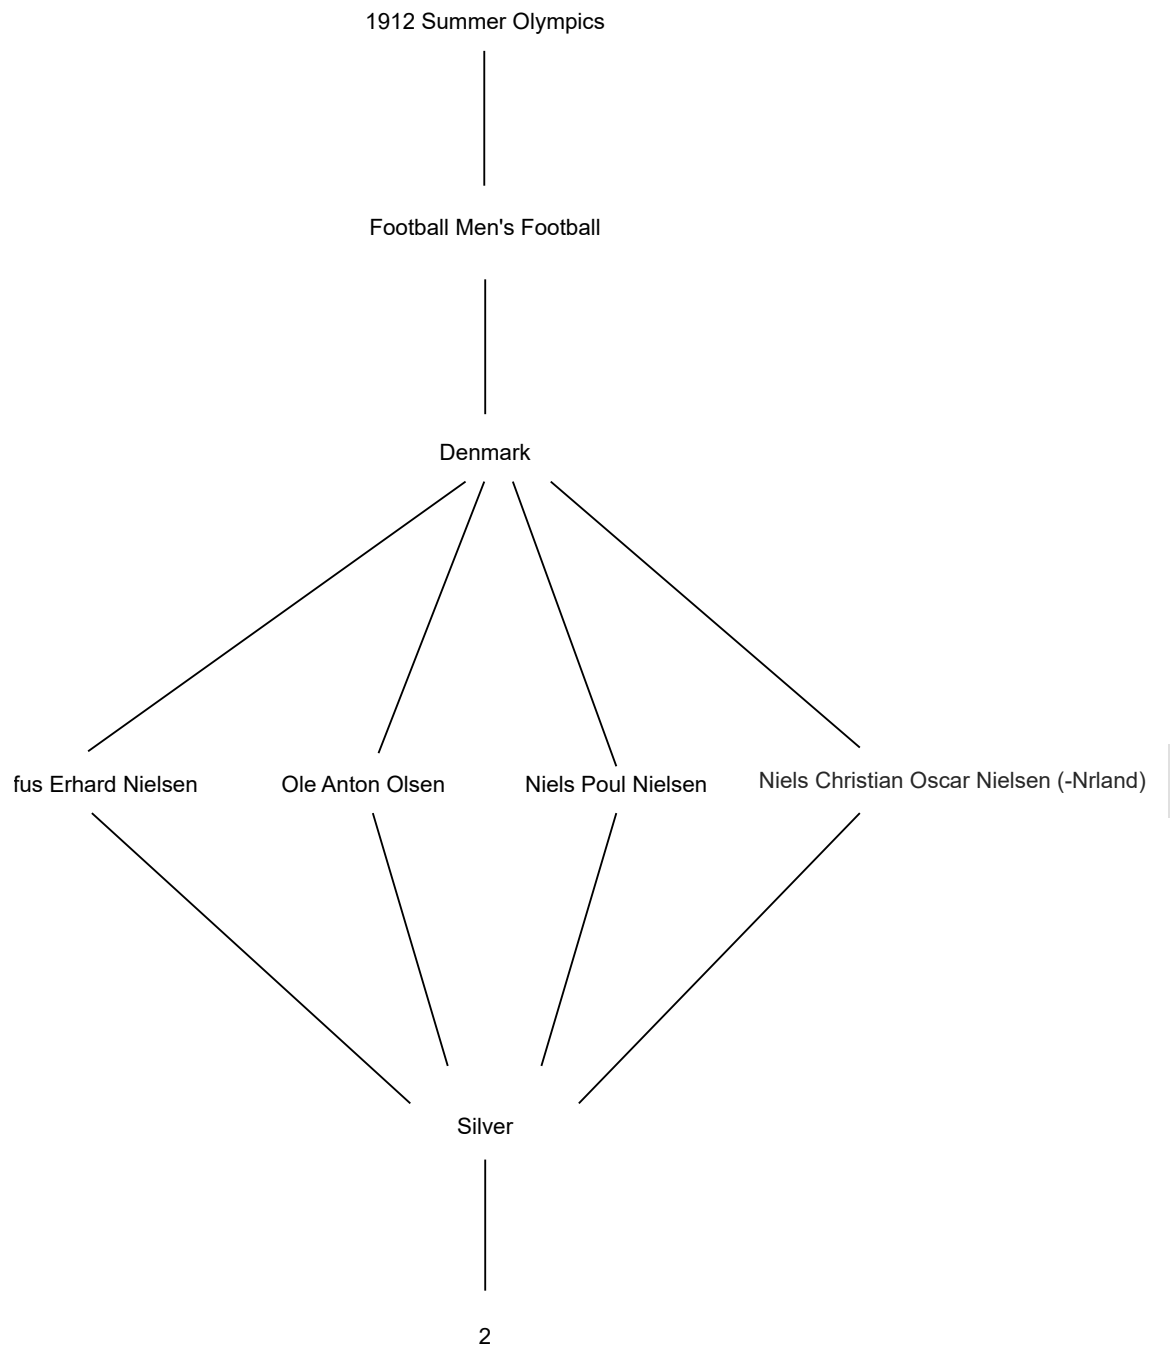 1912 Summer Olympics
Football Men's Football
Denmark
fus Erhard Nielsen
Ole Anton Olsen
Niels Poul Nielsen
Niels Christian Oscar Nielsen (-Nrland)
Silver
2